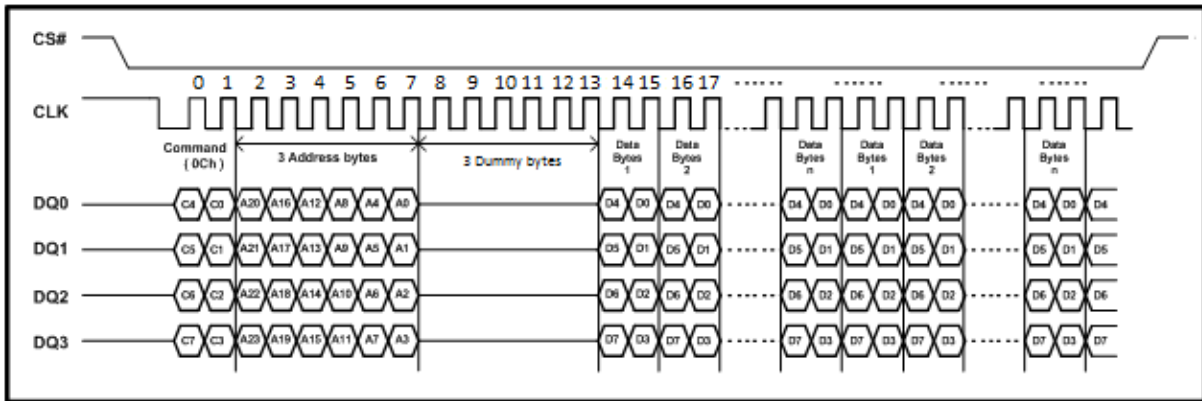 CS#
0 1 2 3 4 5 6 7 8 9 10 11 12 13 14 15 16 17
CLK
Command
( 0Ch )
3 Address bytes
3 Dummy bytes
Data
Bytes
1
Data
Bytes
2
Data
Bytes
n
Data
Bytes
1
Data
Bytes
2
Data
Bytes
n
DQ0 C4 C0 A20 A16 A12 A8 A4 A0 D4 D0 D4 D0 D4 D0 D4 D0 D4 D0 D4 D0 D4
DQ1 C5 C1 A21 A17 A13 A9 A5 A1 D5 D1 D5 D1 D5 D1 D5 D1 D5 D1 D5 D1 D5
DQ2 C6 C2 A22 A18 A14 A10 A6 A2 D6 D2 D6 D2 D6 D2 D6 D2 D6 D2 D6 D2 D6
DQ3 C7 C3 A23 A19 A15 A11 A7 A3 D7 D3 D7 D3 D7 D3 D7 D3 D7 D3 D7 D3 D7